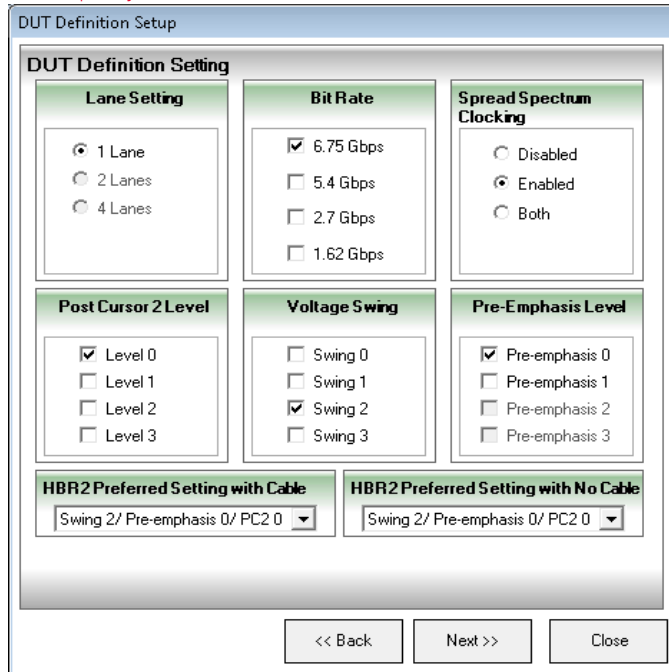 DUT Definition Setup
DUT Definition Setting
Lane Setting
1 Lane
2 Lanes
4 Lanes
Bit Rate
6.75 Gbps
5.4 Gbps
2.7 Gbps
1.62 Gbps
Spread Spectrum
Clocking
Disabled
Enabled
Both
Post Cursor 2 Level
Level 0
Level 1
Level 2
Level 3
Voltage Swing
Swing 0
Swing 1
Swing 2
Swing 3
Pre-Emphasis Level
Pre-emphasis 0
Pre-emphasis 1
Pre-emphasis 2
Pre-emphasis 3
HBR2 Preferred Setting with Cable
Swing 2/ Pre-emphasis 0/ PC2 0
HBR2 Preferred Setting with No Cable
Swing 2/ Pre-emphasis 0/ PC2 0
<< Back
Next >>
Close